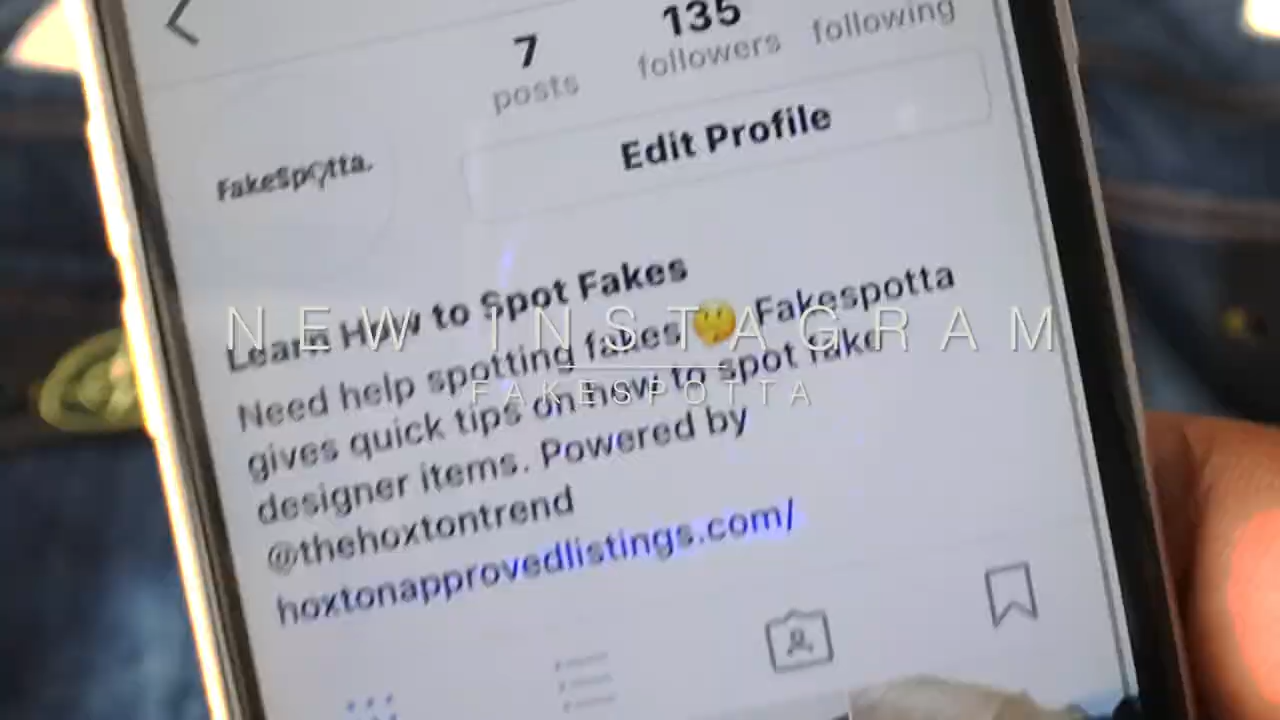 7
135
posts
followers
following
Edit Profile
FakeSpotta.
Learn How to Spot Fakes
Need help spotting fakes 🤔 Fakespotta
gives quick tips on how to spot fake
designer items. Powered by
@thehoxtontrend
hoxtonapprovedlistings.com/
NEW INSTAGRAM
FAKESPOTTA